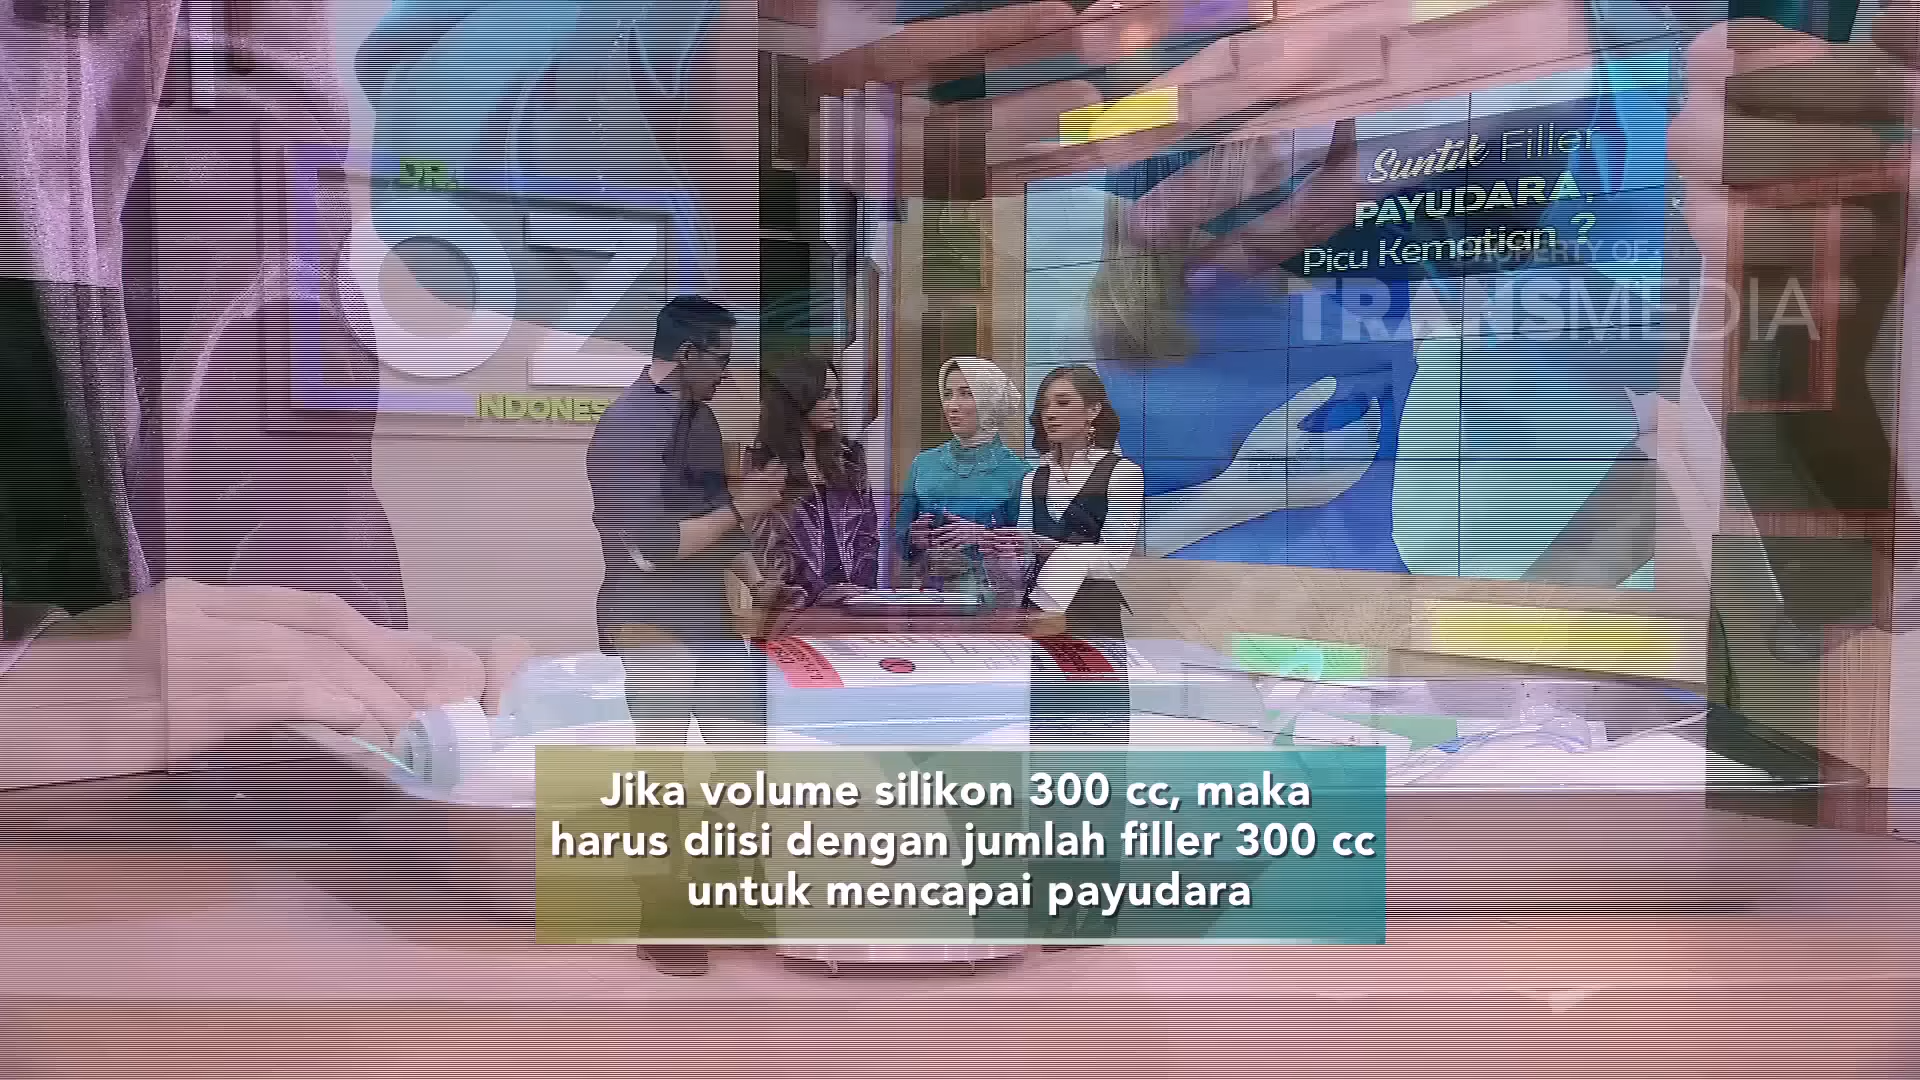 DR.
OZ
INDONES
Suntik Filler
PAYUDARA,
Picu Kematian ?
PROPERTY OF
TRANSMEDIA
Jika volume silikon 300 cc, maka
harus diisi dengan jumlah filler 300 cc
untuk mencapai payudara